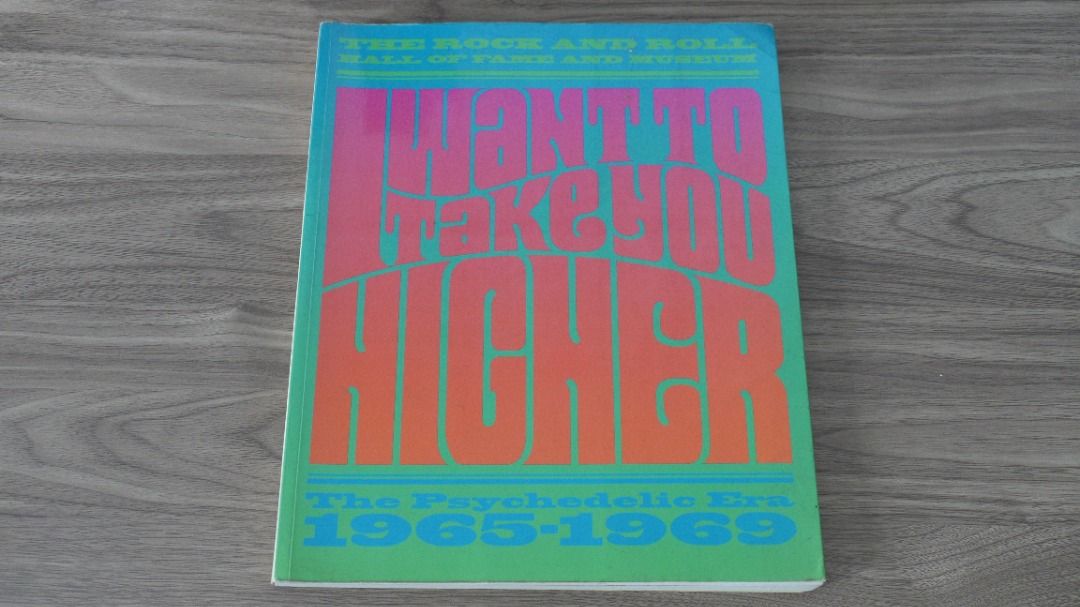 THE ROCK AND ROLL
HALL OF FAME AND MUSEUM
I WANT TO
Take you
HIGHER
The Psychedelic Era
1965-1969